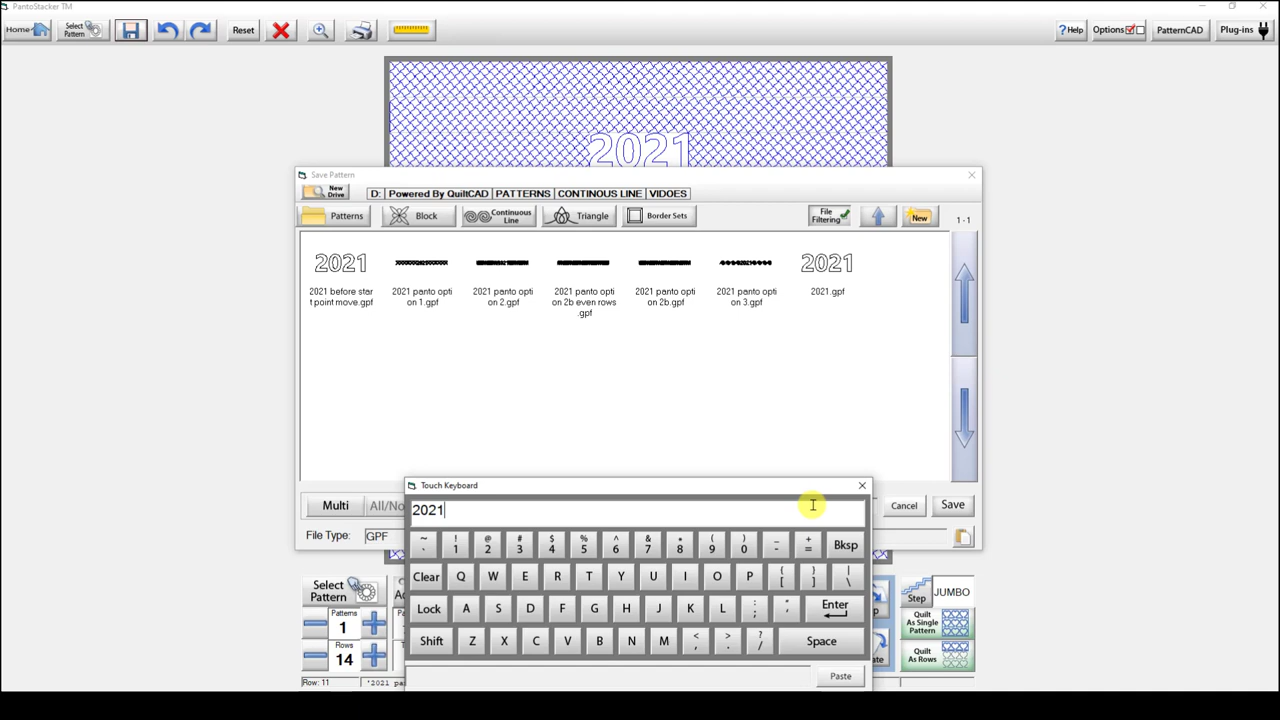 PantoStacker TM
Home
Select
Pattern
Reset
?Help
Options
PatternCAD
Plug-ins
2021
Save Pattern
New
Drive
D:
Powered By QuiltCAD
PATTERNS
CONTINOUS LINE
VIDOES
Patterns
Block
Continuous
Line
Triangle
Border Sets
File
Filtering
New
1 - 1
2021
2021
2021 before star
t point move.gpf
2021 panto opti
on 1.gpf
2021 panto opti
on 2.gpf
2021 panto opti
on 2b even rows
.gpf
2021 panto opti
on 2b.gpf
2021 panto opti
on 3.gpf
2021.gpf
Touch Keyboard
Multi
Cancel
Save
2021
File Type:
GPF
~ ` ! 1 @ 2 # 3 $ 4 % 5 ^ 6 & 7 * 8 ( 9 ) 0 _ - + = Bksp
Clear Q W E R T Y U I O P { [ } ] | \
Lock A S D F G H J K L : ; " ' Enter
Shift Z X C V B N M < , > . ? / Space
Paste
Select
Pattern
Patterns
1
Rows
14
Row: 11
Step
JUMBO
Quilt
As Single
Pattern
Quilt
As Rows